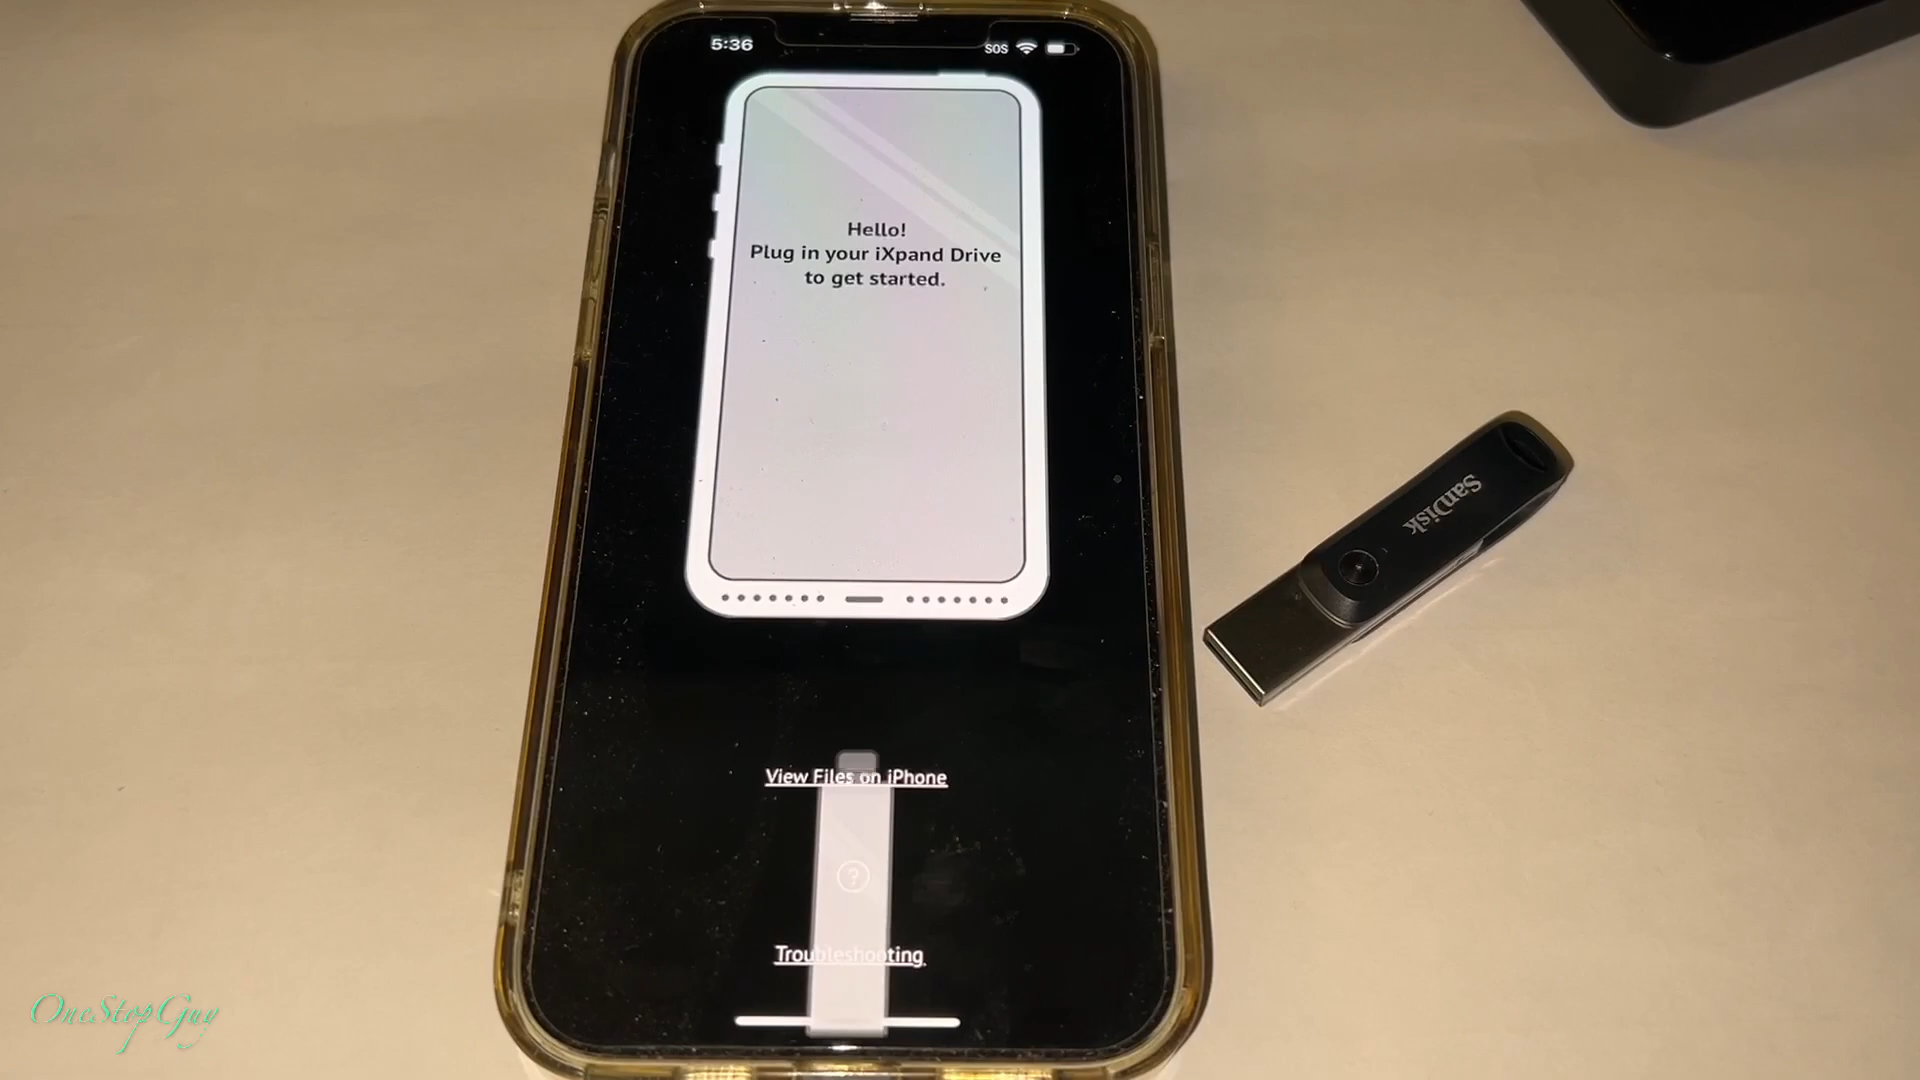 5:36
SOS
Hello!
Plug in your iXpand Drive
to get started.
SanDisk
View Files on iPhone
?
Troubleshooting
OneStopGuy